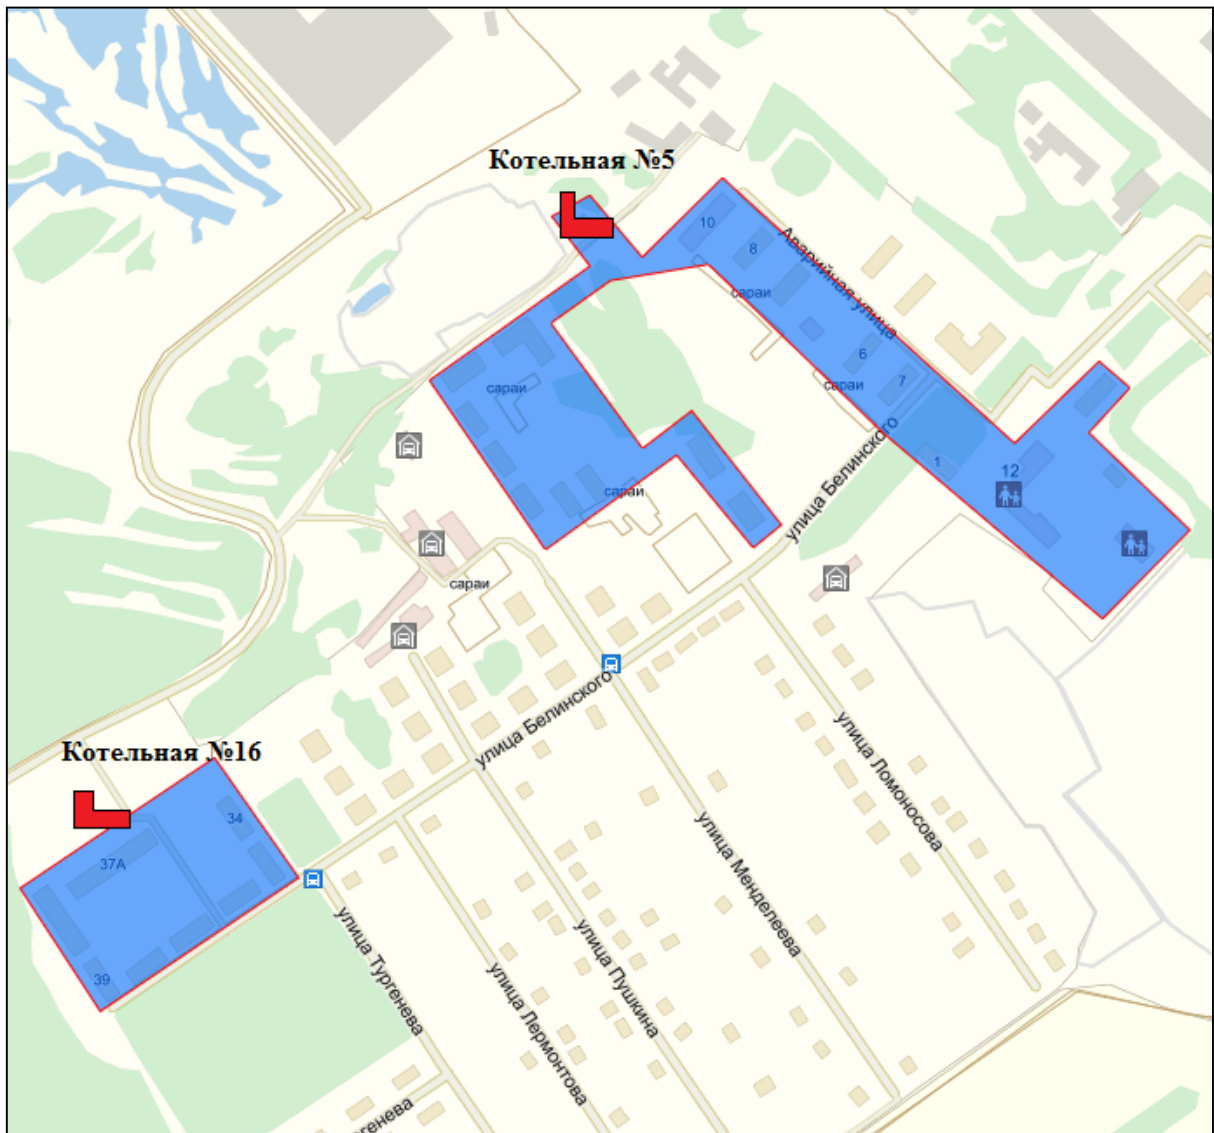 Котельная №5
10
8
Аварийная улица
сараи
6
7
сараи
сараи
1
12
сараи
улица Белинского
сараи
улица Белинского
улица Ломоносова
Котельная №16
34
37А
улица Менделеева
39
улица Тургенева
улица Пушкина
улица Лермонтова
ргенева